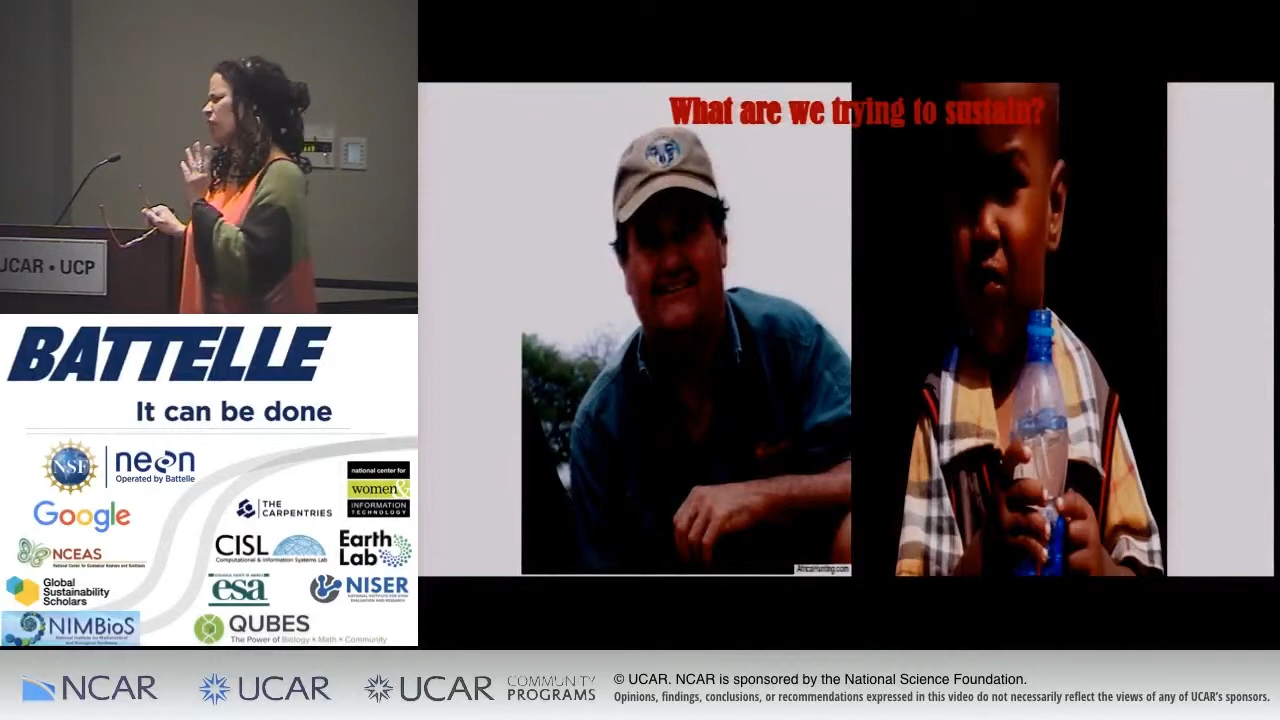 What are we trying to sustain?
UCAR • UCP
BATTELLE
It can be done
NSF
neon
Operated by Battelle
national center for
women&
INFORMATION
TECHNOLOGY
Google
THE
CARPENTRIES
NCEAS
CISL
Computational & Information Systems Lab
Earth
Lab
Global
Sustainability
Scholars
esa
NISER
NIMBioS
QUBES
The Power of Biology • Math • Community
AfricaHunting.com
NCAR
UCAR
UCAR
COMMUNITY
PROGRAMS
© UCAR. NCAR is sponsored by the National Science Foundation.
Opinions, findings, conclusions, or recommendations expressed in this video do not necessarily reflect the views of any of UCAR's sponsors.